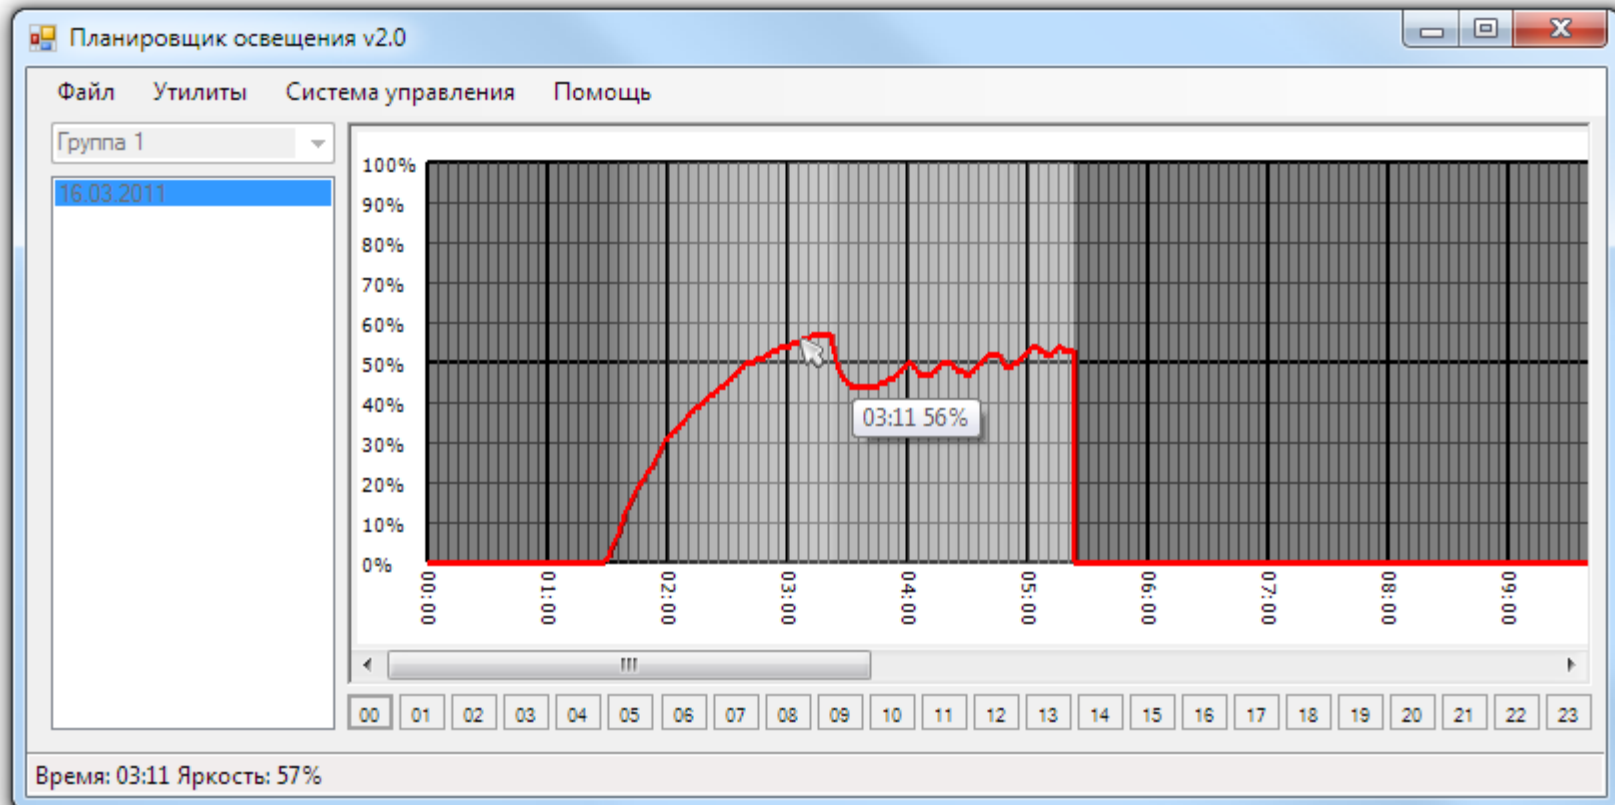 Планировщик освещения v2.0
Файл Утилиты Система управления Помощь
Группа 1
16.03.2011
100%
90%
80%
70%
60%
50%
40%
30%
20%
10%
0%
03:11 56%
00:00 01:00 02:00 03:00 04:00 05:00 06:00 07:00 08:00 09:00
00 01 02 03 04 05 06 07 08 09 10 11 12 13 14 15 16 17 18 19 20 21 22 23
Время: 03:11 Яркость: 57%